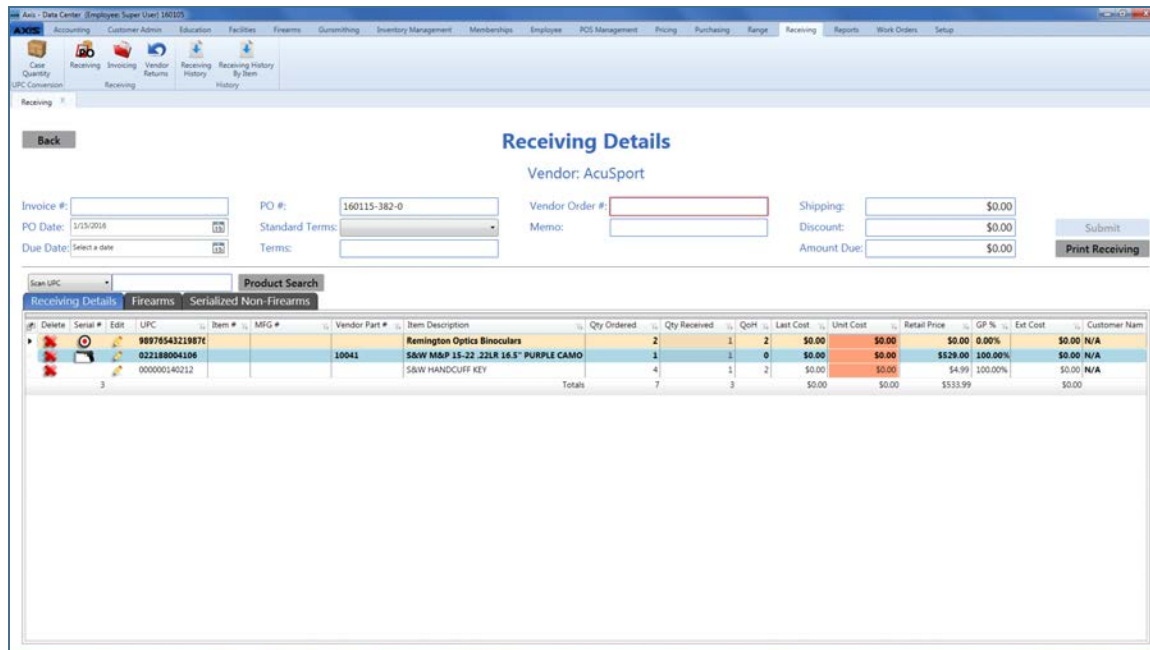 Axis - Data Center (Employee: Super User) 160105
AXIS Accounting Customer Admin Education Facilities Firearms Gunsmithing Inventory Management Memberships Employee POS Management Pricing Purchasing Range Receiving Reports Work Orders Setup
Case Quantity Receiving Invoicing Vendor Returns Receiving History Receiving History By Item
UPC Conversion Receiving History
Receiving
Back Receiving Details
Vendor: AcuSport
Invoice #: PO #: 160115-382-0 Vendor Order #: Shipping: $0.00
PO Date: 1/15/2016 15 Standard Terms: Memo: Discount: $0.00 Submit
Due Date: Select a date 15 Terms: Amount Due: $0.00 Print Receiving
Scan UPC Product Search
Receiving Details Firearms Serialized Non-Firearms
Delete Serial # Edit UPC Item # MFG # Vendor Part # Item Description Qty Ordered Qty Received QoH Last Cost Unit Cost Retail Price GP % Ext Cost Customer Nam
98976543219876 Remington Optics Binoculars 2 1 2 $0.00 $0.00 $0.00 0.00% $0.00 N/A
022188004106 10041 S&W M&P 15-22 .22LR 16.5" PURPLE CAMO 1 1 0 $0.00 $0.00 $529.00 100.00% $0.00 N/A
000000140212 S&W HANDCUFF KEY 4 1 2 $0.00 $0.00 $4.99 100.00% $0.00 N/A
3 Totals 7 3 $0.00 $0.00 $533.99 $0.00